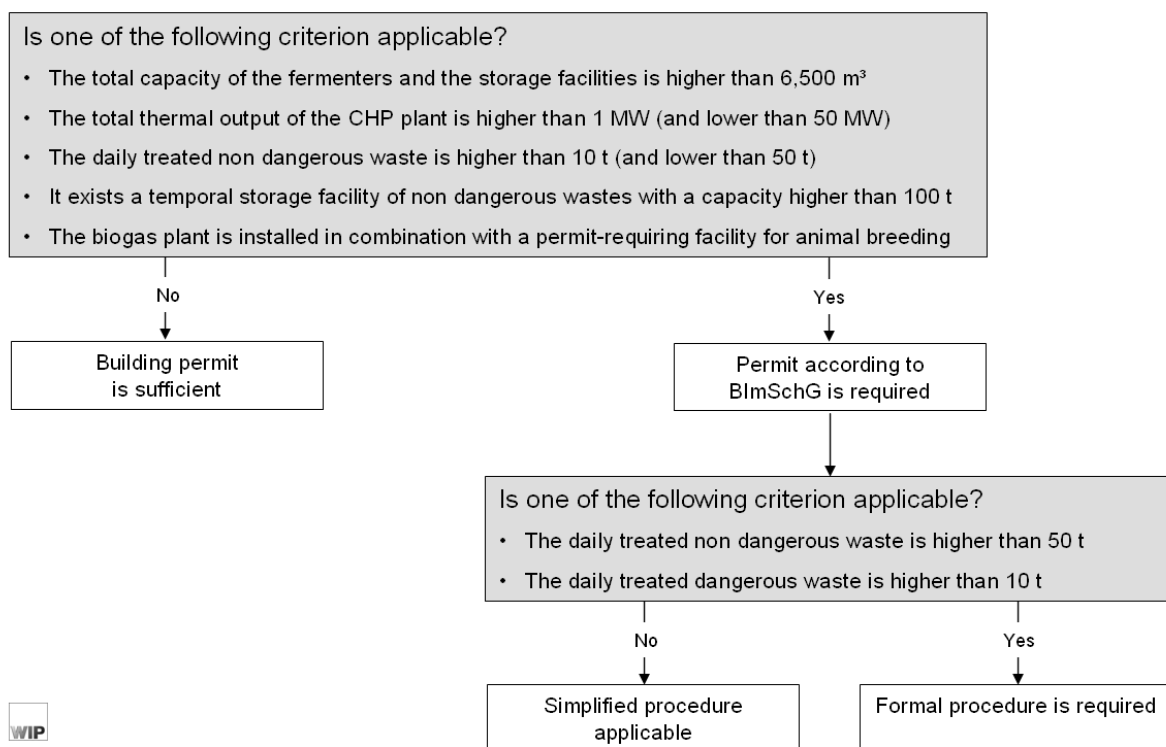 Is one of the following criterion applicable?
• The total capacity of the fermenters and the storage facilities is higher than 6,500 m³
• The total thermal output of the CHP plant is higher than 1 MW (and lower than 50 MW)
• The daily treated non dangerous waste is higher than 10 t (and lower than 50 t)
• It exists a temporal storage facility of non dangerous wastes with a capacity higher than 100 t
• The biogas plant is installed in combination with a permit-requiring facility for animal breeding
No
Yes
Building permit
is sufficient
Permit according to
BImSchG is required
Is one of the following criterion applicable?
• The daily treated non dangerous waste is higher than 50 t
• The daily treated dangerous waste is higher than 10 t
No
Yes
Simplified procedure
applicable
Formal procedure is required
WIP